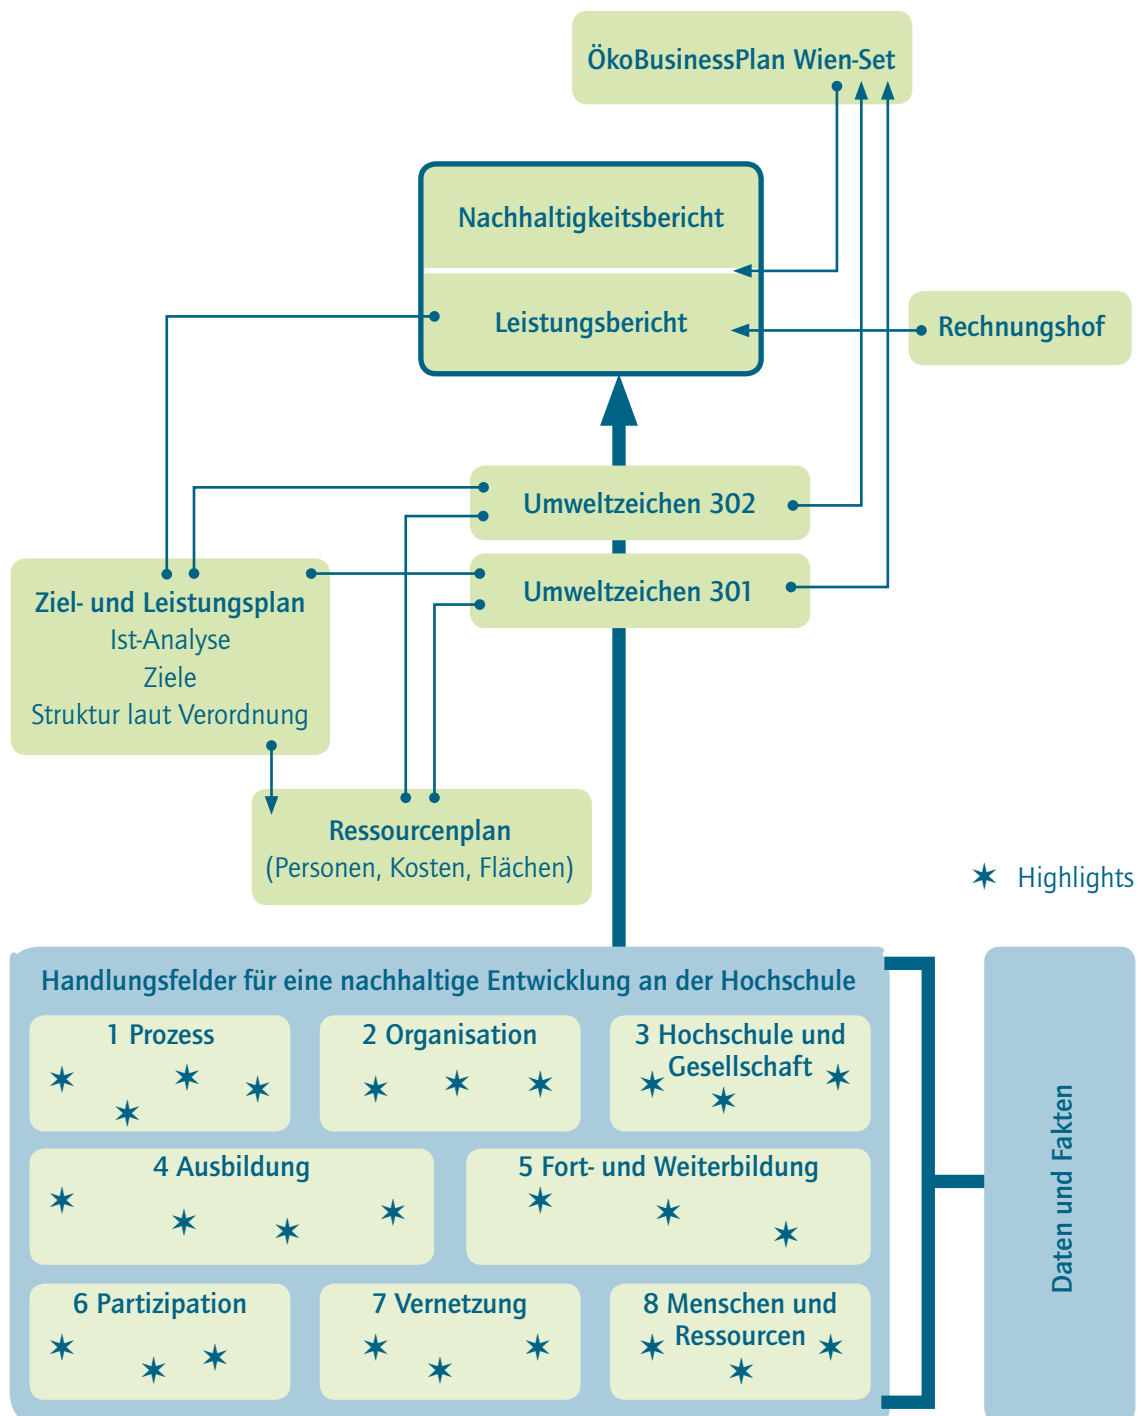 ÖkoBusinessPlan Wien-Set
Nachhaltigkeitsbericht
Leistungsbericht
Rechnungshof
Umweltzeichen 302
Umweltzeichen 301
Ziel- und Leistungsplan
Ist-Analyse
Ziele
Struktur laut Verordnung
Ressourcenplan
(Personen, Kosten, Flächen)
Highlights
Handlungsfelder für eine nachhaltige Entwicklung an der Hochschule
1 Prozess
2 Organisation
3 Hochschule und
Gesellschaft
4 Ausbildung
5 Fort- und Weiterbildung
6 Partizipation
7 Vernetzung
8 Menschen und
Ressourcen
Daten und Fakten